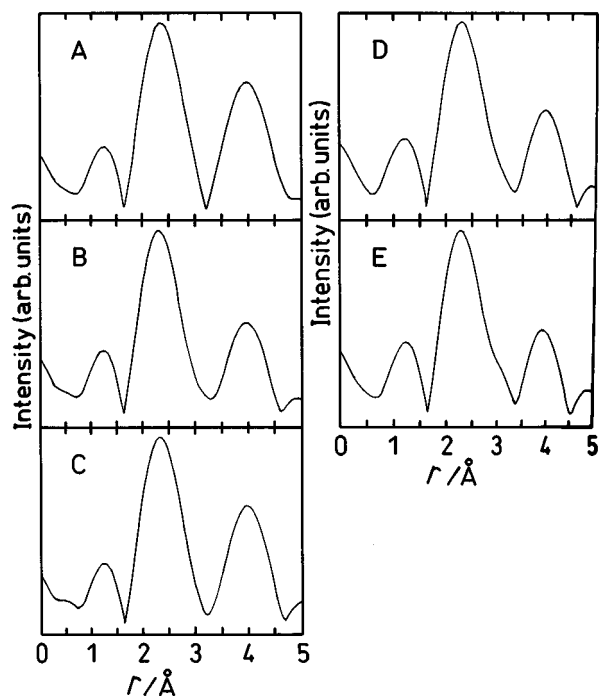 A
B
C
Intensity (arb. units)
0 1 2 3 4 5
r/Å
D
E
Intensity (arb. units)
0 1 2 3 4 5
r/Å